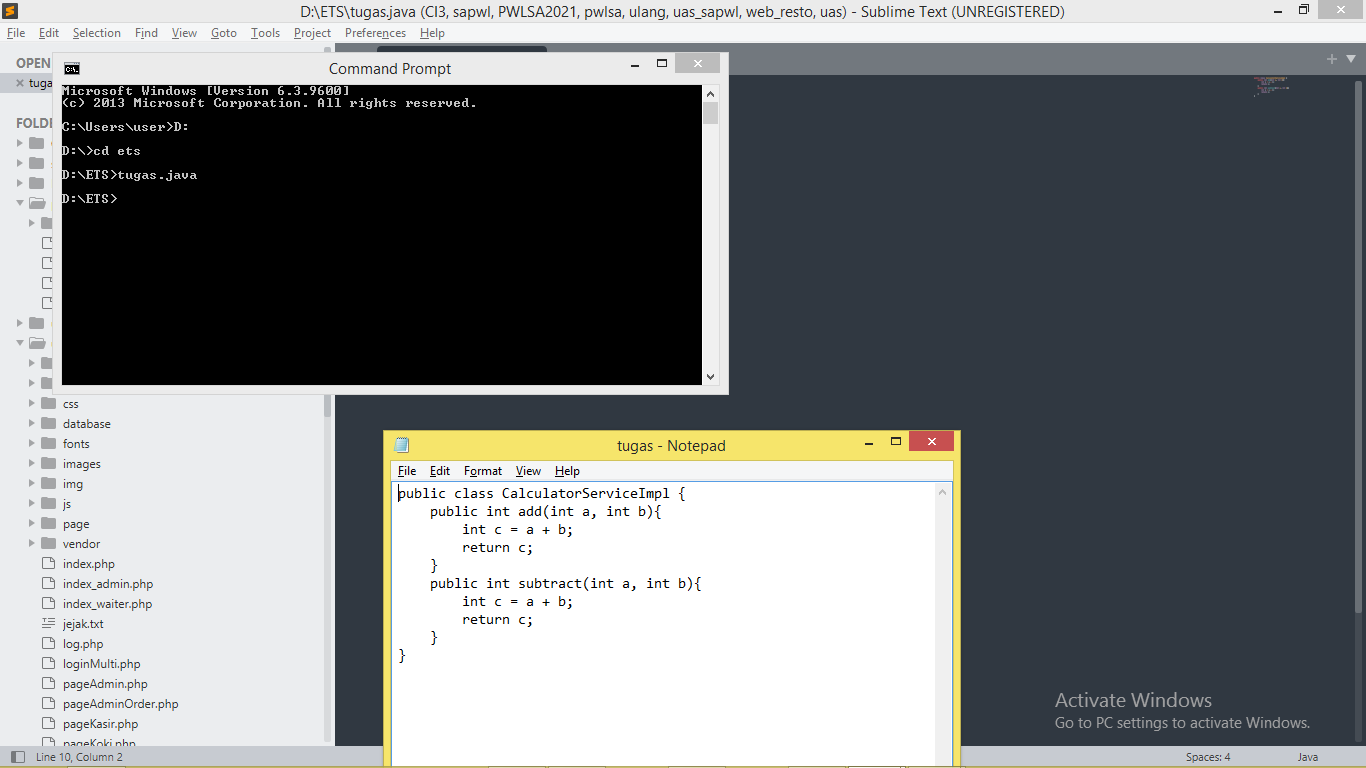 D:\ETS\tugas.java (CI3, sapwl, PWLSA2021, pwlsa, ulang, uas_sapwl, web_resto, uas) - Sublime Text (UNREGISTERED)
File Edit Selection Find View Goto Tools Project Preferences Help
OPEN
tuga
FOLD
Command Prompt
Microsoft Windows [Version 6.3.9600]
(c) 2013 Microsoft Corporation. All rights reserved.
C:\Users\user>D:
D:\>cd ets
D:\ETS>tugas.java
D:\ETS>
css
database
fonts
images
img
js
page
vendor
index.php
index_admin.php
index_waiter.php
jejak.txt
log.php
loginMulti.php
pageAdmin.php
pageAdminOrder.php
pageKasir.php
pageKoki.php
tugas - Notepad
File Edit Format View Help
public class CalculatorServiceImpl {
    public int add(int a, int b){
        int c = a + b;
        return c;
    }
    public int subtract(int a, int b){
        int c = a + b;
        return c;
    }
}
Activate Windows
Go to PC settings to activate Windows.
Line 10, Column 2
Spaces: 4
Java